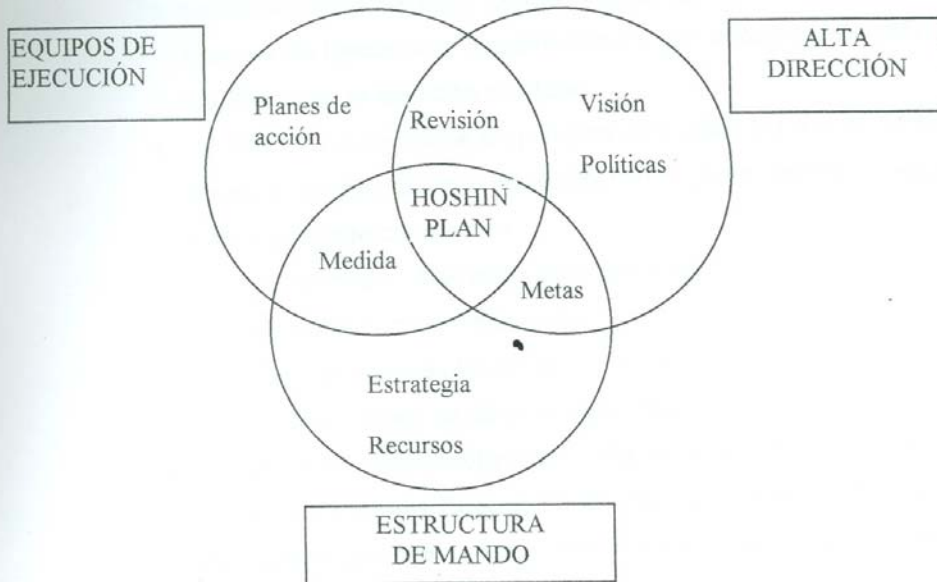 EQUIPOS DE
EJECUCIÓN
ALTA
DIRECCIÓN
Planes de
acción
Revisión
Visión
Políticas
HOSHIN
PLAN
Medida
Metas
Estrategia
Recursos
ESTRUCTURA
DE MANDO